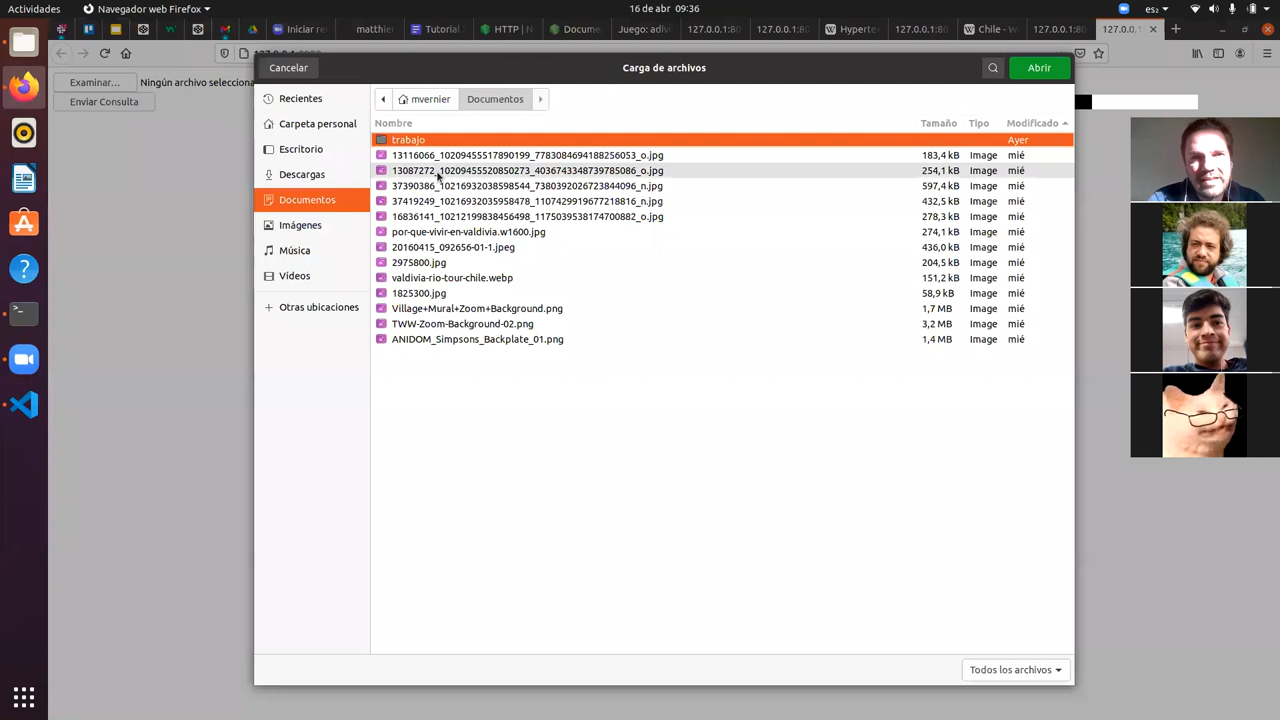 Actividades Navegador web Firefox 16 de abr 09:36 es2
Iniciar re matthie Tutorial. HTTP | N Docume Juego: adiv 127.0.0.1:80 127.0.0.1:80 Hypertex Chile - W 127.0.0.1:80 127.0.0.1
Examinar... Ningún archivo selecciona
Enviar Consulta
Cancelar Carga de archivos Abrir
Recientes
Carpeta personal
Escritorio
Descargas
Documentos
Imágenes
Música
Vídeos
Otras ubicaciones
mvernier Documentos
Nombre Tamaño Tipo Modificado
trabajo Ayer
13116066_10209455517890199_7783084694188256053_o.jpg 183,4 kB Image mié
13087272_10209455520850273_4036743348739785086_o.jpg 254,1 kB Image mié
37390386_10216932038598544_7380392026723844096_n.jpg 597,4 kB Image mié
37419249_10216932035958478_1107429919677218816_n.jpg 432,5 kB Image mié
16836141_10212199838456498_1175039538174700882_o.jpg 278,3 kB Image mié
por-que-vivir-en-valdivia.w1600.jpg 274,1 kB Image mié
20160415_092656-01-1.jpeg 436,0 kB Image mié
2975800.jpg 204,5 kB Image mié
valdivia-rio-tour-chile.webp 151,2 kB Image mié
1825300.jpg 58,9 kB Image mié
Village+Mural+Zoom+Background.png 1,7 MB Image mié
TWW-Zoom-Background-02.png 3,2 MB Image mié
ANIDOM_Simpsons_Backplate_01.png 1,4 MB Image mié
Todos los archivos